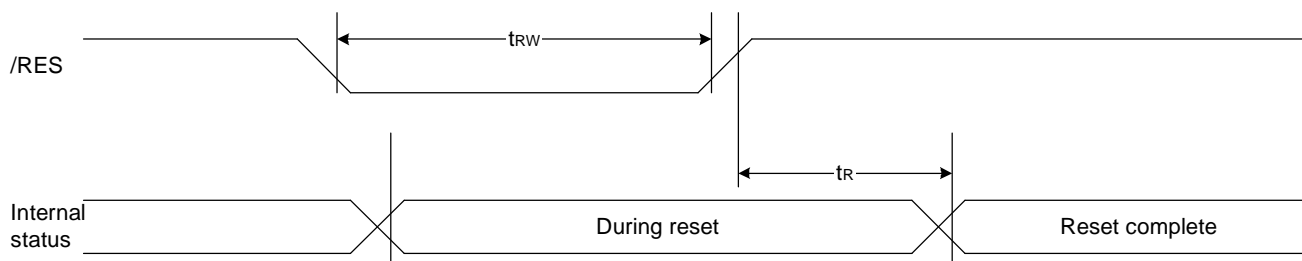 tRW
/RES
tR
Internal
status
During reset
Reset complete